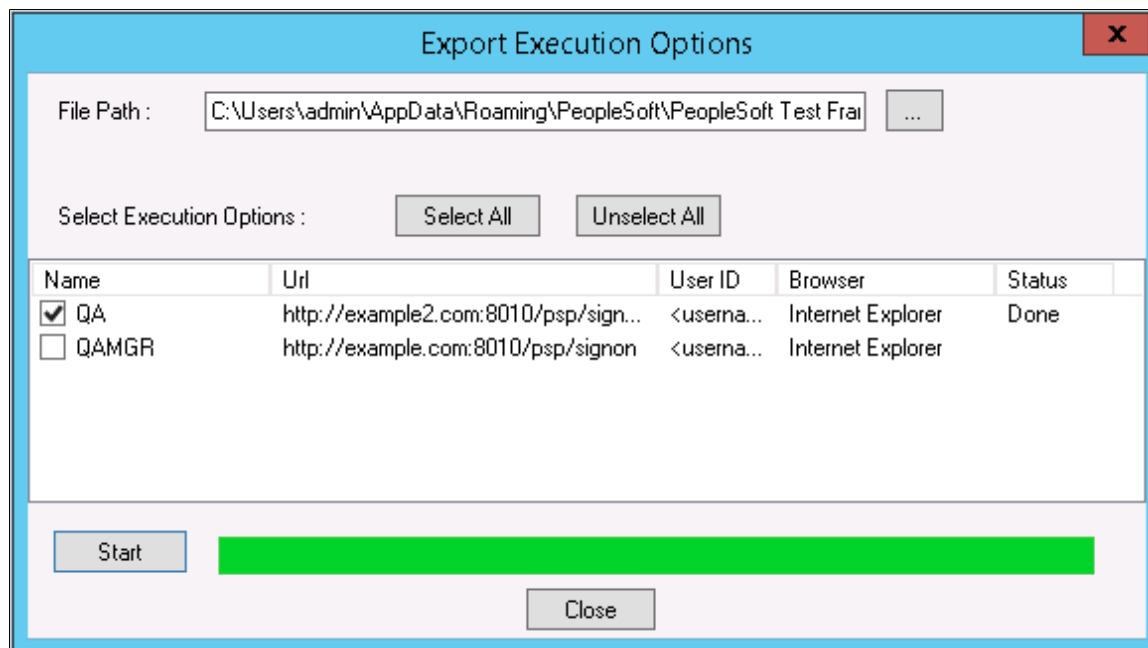 Export Execution Options
x
File Path :
C:\Users\admin\AppData\Roaming\PeopleSoft\PeopleSoft Test Fra
...
Select Execution Options :
Select All
Unselect All
Name Url User ID Browser Status
QA http://example2.com:8010/psp/sign... <userna... Internet Explorer Done
QAMGR http://example.com:8010/psp/signon <userna... Internet Explorer
Start
Close